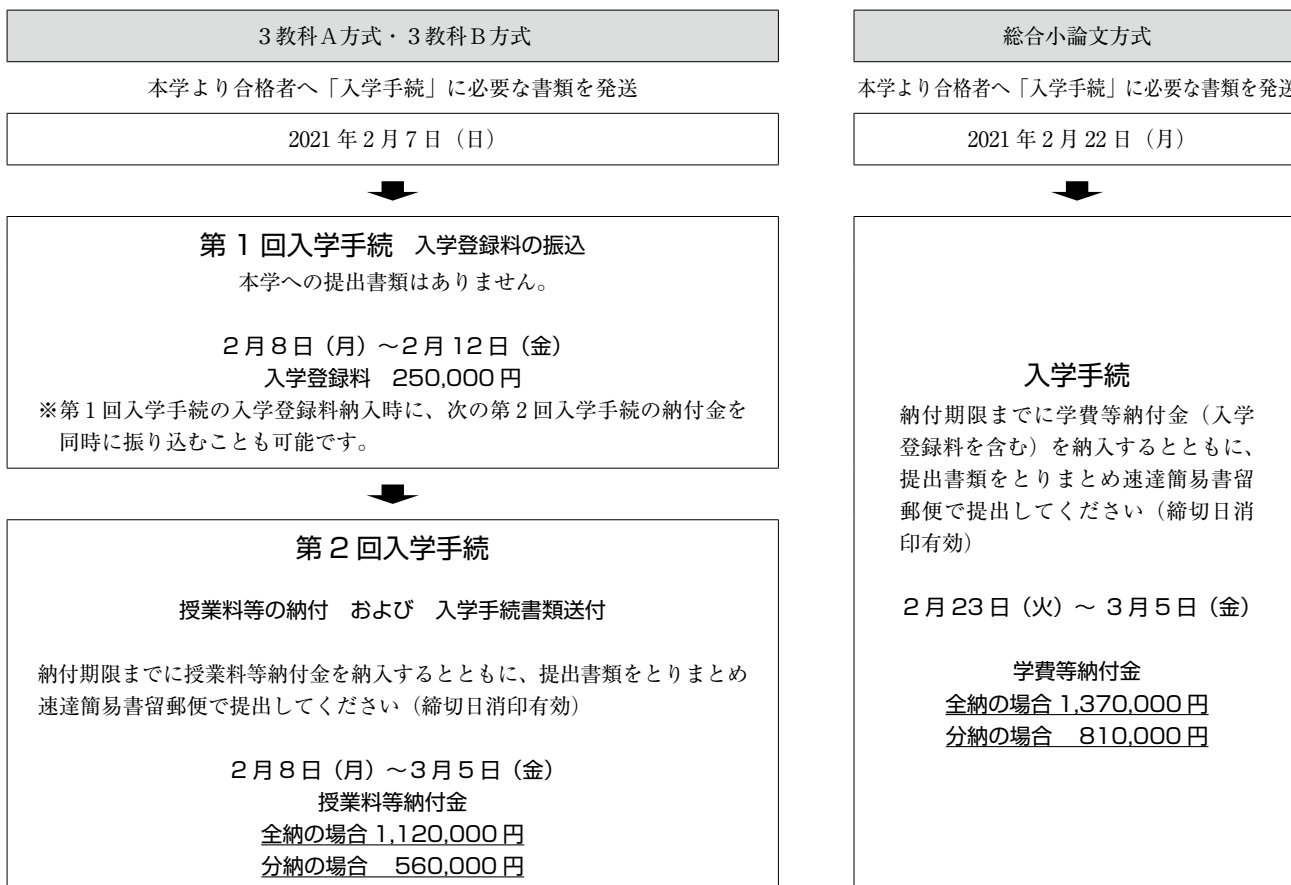 3教科A方式・3教科B方式
本学より合格者へ「入学手続」に必要な書類を発送
2021年2月7日（日）
第1回入学手続　入学登録料の振込
本学への提出書類はありません。
2月8日（月）～2月12日（金）
入学登録料　250,000円
※第1回入学手続の入学登録料納入時に、次の第2回入学手続の納付金を
同時に振り込むことも可能です。
第2回入学手続
授業料等の納付　および　入学手続書類送付
納付期限までに授業料等納付金を納入するとともに、提出書類をとりまとめ
速達簡易書留郵便で提出してください（締切日消印有効）
2月8日（月）～3月5日（金）
授業料等納付金
全納の場合 1,120,000円
分納の場合　560,000円
総合小論文方式
本学より合格者へ「入学手続」に必要な書類を発送
2021年2月22日（月）
入学手続
納付期限までに学費等納付金（入学
登録料を含む）を納入するとともに、
提出書類をとりまとめ速達簡易書留
郵便で提出してください（締切日消
印有効）
2月23日（火）～ 3月5日（金）
学費等納付金
全納の場合 1,370,000円
分納の場合　810,000円